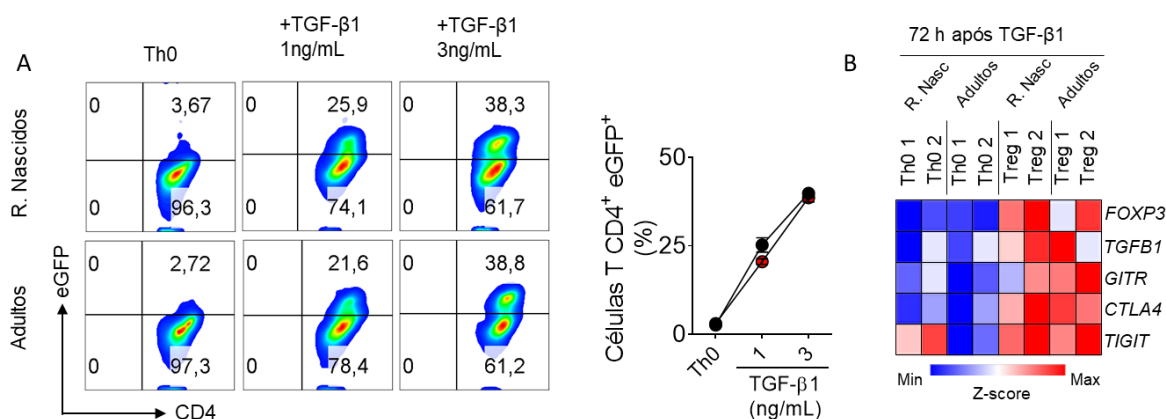 A
Th0
+TGF-β1
1ng/mL
+TGF-β1
3ng/mL
R. Nascidos
0 3,67
0 96,3
0 25,9
0 74,1
0 38,3
0 61,7
Adultos
0 2,72
0 97,3
0 21,6
0 78,4
0 38,8
0 61,2
eGFP
CD4
Células T CD4+ eGFP+
(%)
50
25
0
Th0
1
3
TGF-β1
(ng/mL)
B
72 h após TGF-β1
R. Nasc
Adultos
R. Nasc
Adultos
Th0 1
Th0 2
Th0 1
Th0 2
Treg 1
Treg 2
Treg 1
Treg 2
FOXP3
TGFB1
GITR
CTLA4
TIGIT
Min
Max
Z-score